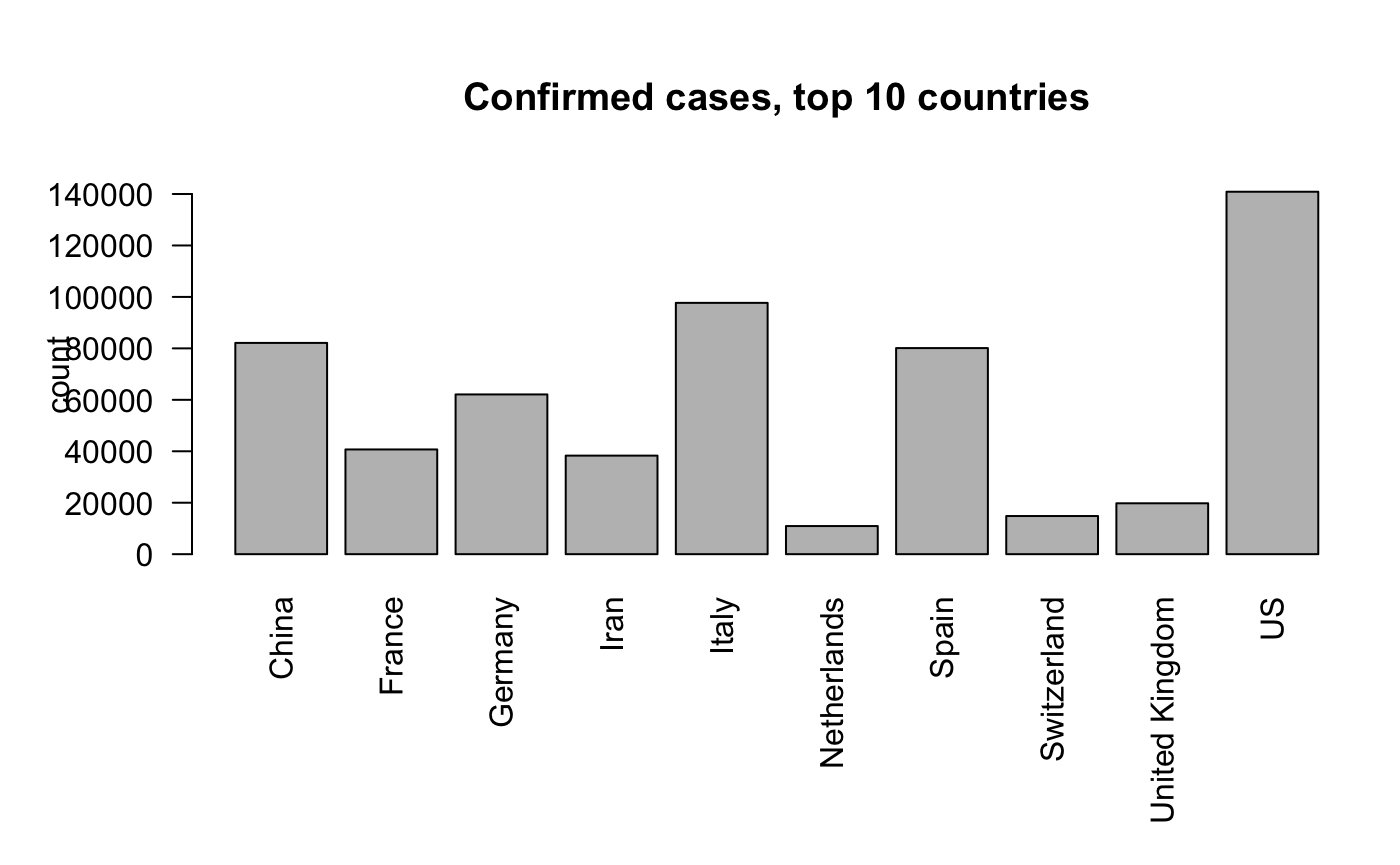 Confirmed cases, top 10 countries
140000
120000
100000
80000
60000
40000
20000
0
count
China
France
Germany
Iran
Italy
Netherlands
Spain
Switzerland
United Kingdom
US